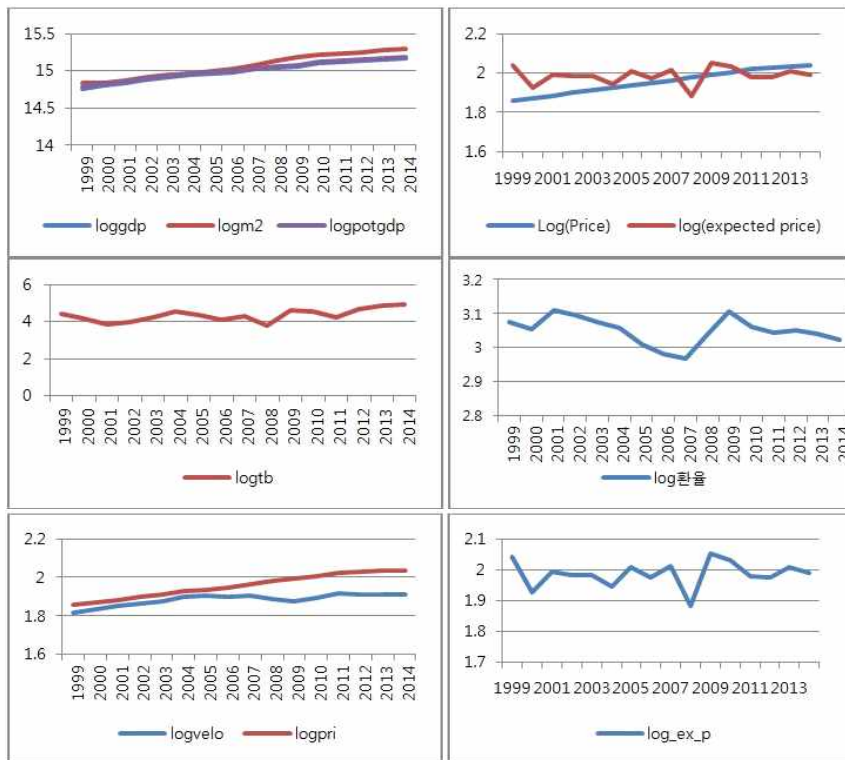 15.5
15
14.5
14
1999 2000 2001 2002 2003 2004 2005 2006 2007 2008 2009 2010 2011 2012 2013 2014
loggdp logm2 logpotgdp
2.2
2
1.8
1.6
1999 2001 2003 2005 2007 2009 2011 2013
Log(Price) log(expected price)
6
4
2
0
1999 2000 2001 2002 2003 2004 2005 2006 2007 2008 2009 2010 2011 2012 2013 2014
logtb
3.2
3.1
3
2.9
2.8
1999 2000 2001 2002 2003 2004 2005 2006 2007 2008 2009 2010 2011 2012 2013 2014
log환율
2.2
2
1.8
1.6
1999 2000 2001 2002 2003 2004 2005 2006 2007 2008 2009 2010 2011 2012 2013 2014
logvelo logpri
2.1
2
1.9
1.8
1.7
1999 2001 2003 2005 2007 2009 2011 2013
log_ex_p